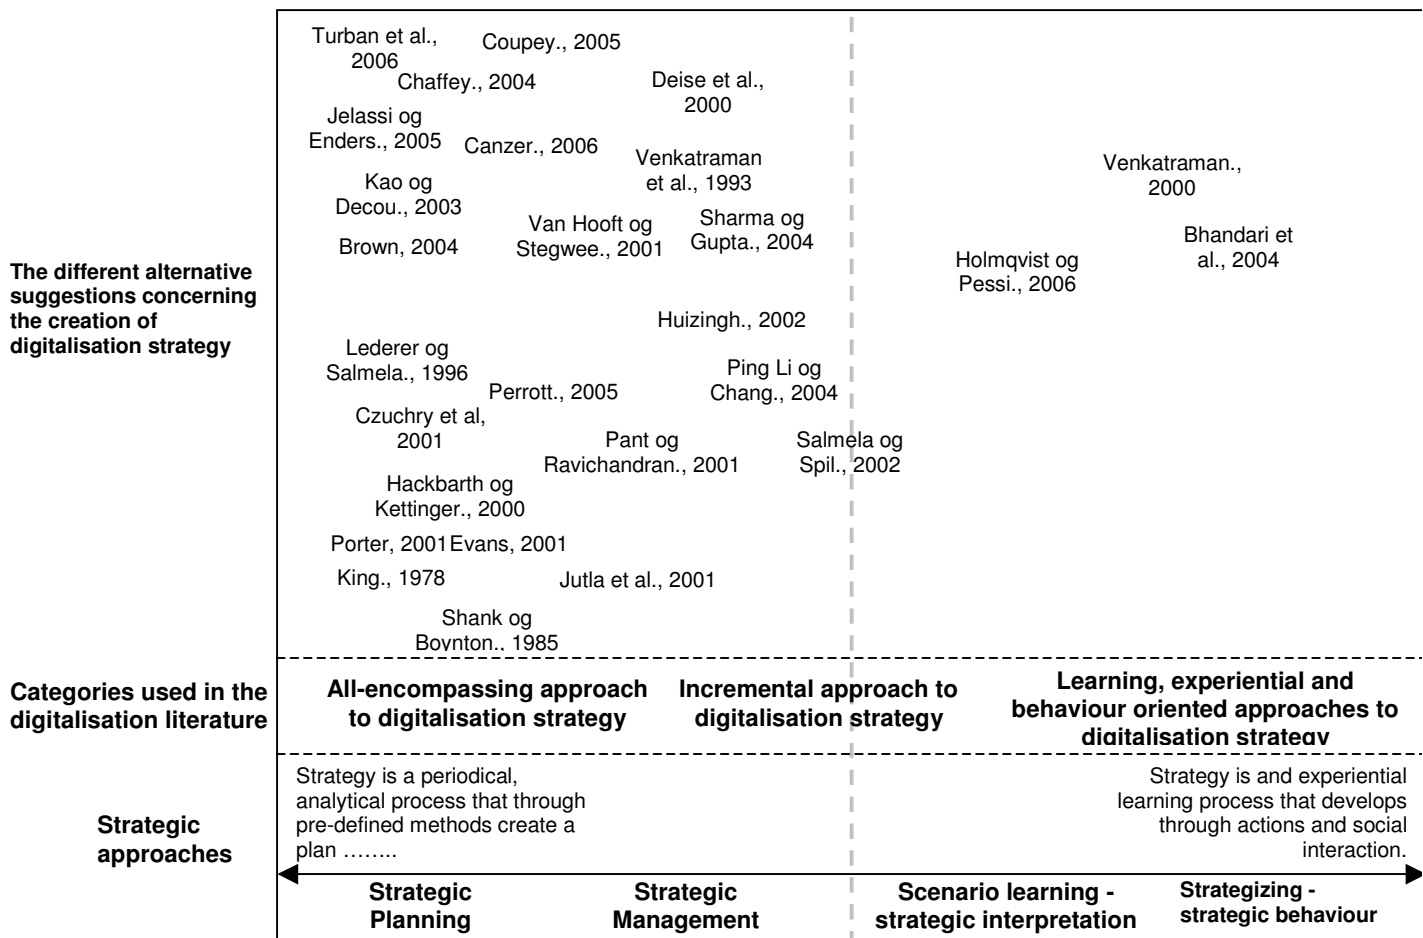 Turban et al.,
2006
Coupey., 2005
Chaffey., 2004
Deise et al.,
2000
Jelassi og
Enders., 2005
Canzer., 2006
Venkatraman
et al., 1993
Venkatraman.,
2000
Kao og
Decou., 2003
Van Hooft og
Stegwee., 2001
Sharma og
Gupta., 2004
Brown, 2004
Bhandari et
al., 2004
Holmqvist og
Pessi., 2006
The different alternative
suggestions concerning
the creation of
digitalisation strategy
Huizingh., 2002
Lederer og
Salmela., 1996
Perrott., 2005
Ping Li og
Chang., 2004
Czuchry et al,
2001
Pant og
Ravichandran., 2001
Salmela og
Spil., 2002
Hackbarth og
Kettinger., 2000
Porter, 2001
Evans, 2001
King., 1978
Jutla et al., 2001
Shank og
Boynton., 1985
Categories used in the
digitalisation literature
All-encompassing approach
to digitalisation strategy
Incremental approach to
digitalisation strategy
Learning, experiential and
behaviour oriented approaches to
digitalisation strategy
Strategic
approaches
Strategy is a periodical,
analytical process that through
pre-defined methods create a
plan ……..
Strategy is and experiential
learning process that develops
through actions and social
interaction.
Strategic
Planning
Strategic
Management
Scenario learning -
strategic interpretation
Strategizing -
strategic behaviour